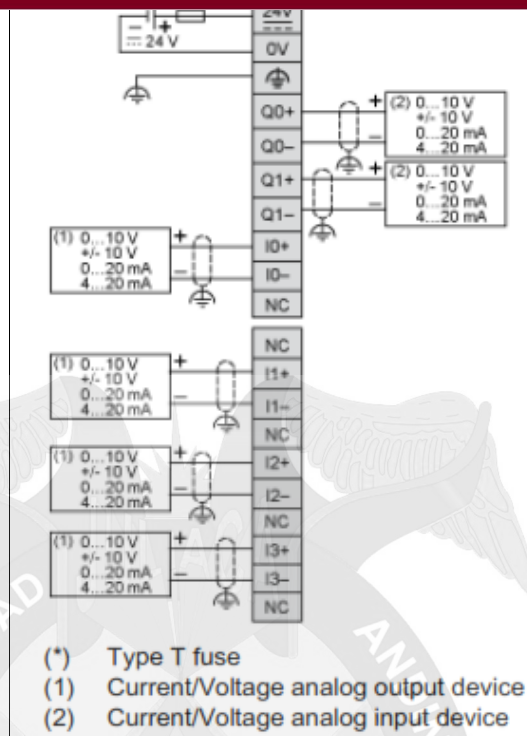 24V
− +
24 V
0V
Q0+
+ (2) 0...10 V
+/- 10 V
0...20 mA
4...20 mA
Q0−
−
Q1+
+ (2) 0...10 V
+/- 10 V
0...20 mA
4...20 mA
Q1−
−
(1) 0...10 V
+/- 10 V
0...20 mA
4...20 mA
+
I0+
−
I0−
NC
NC
(1) 0...10 V
+/- 10 V
0...20 mA
4...20 mA
+
I1+
−
I1−
NC
(1) 0...10 V
+/- 10 V
0...20 mA
4...20 mA
+
I2+
−
I2−
NC
(1) 0...10 V
+/- 10 V
0...20 mA
4...20 mA
+
I3+
−
I3−
NC
(*) Type T fuse
(1) Current/Voltage analog output device
(2) Current/Voltage analog input device